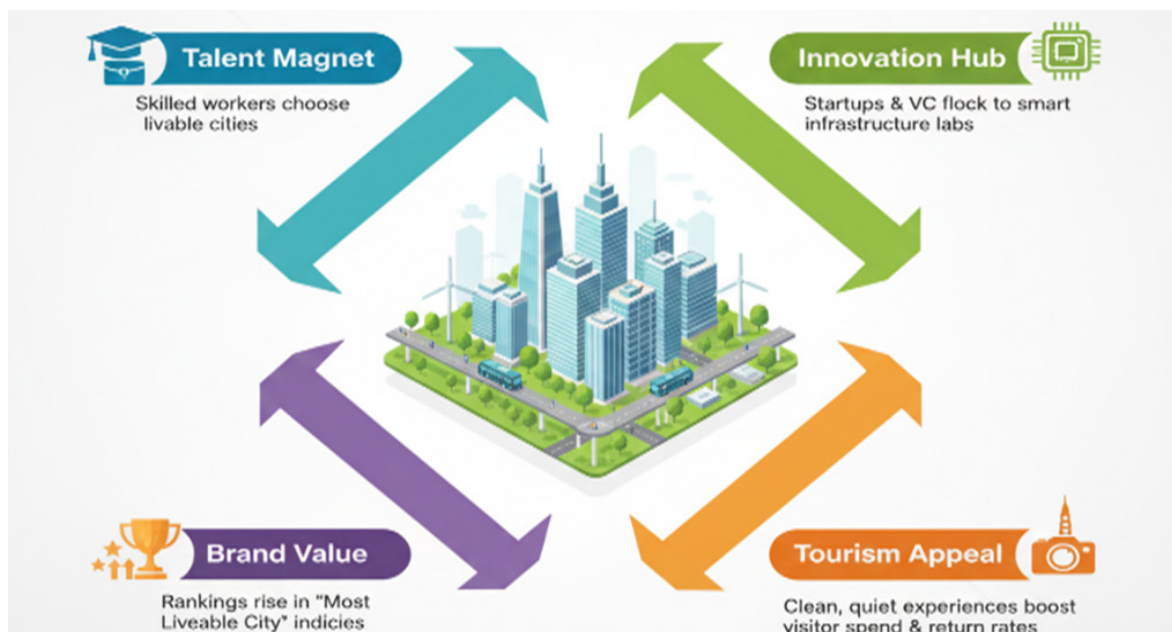 Talent Magnet
Skilled workers choose
livable cities
Innovation Hub
Startups & VC flock to smart
infrastructure labs
Brand Value
Rankings rise in "Most
Liveable City" indicies
Tourism Appeal
Clean, quiet experiences boost
visitor spend & return rates